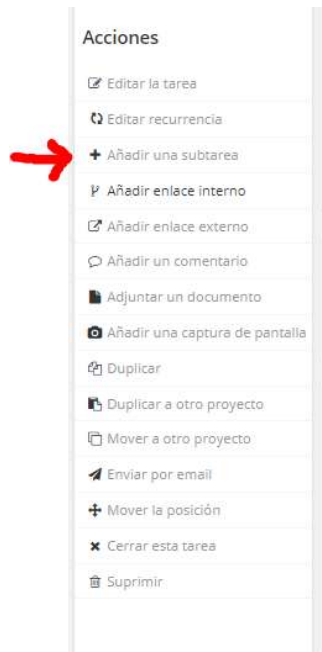 Acciones
Editar la tarea
Editar recurrencia
Añadir una subtarea
Añadir enlace interno
Añadir enlace externo
Añadir un comentario
Adjuntar un documento
Añadir una captura de pantalla
Duplicar
Duplicar a otro proyecto
Mover a otro proyecto
Enviar por email
Mover la posición
Cerrar esta tarea
Suprimir